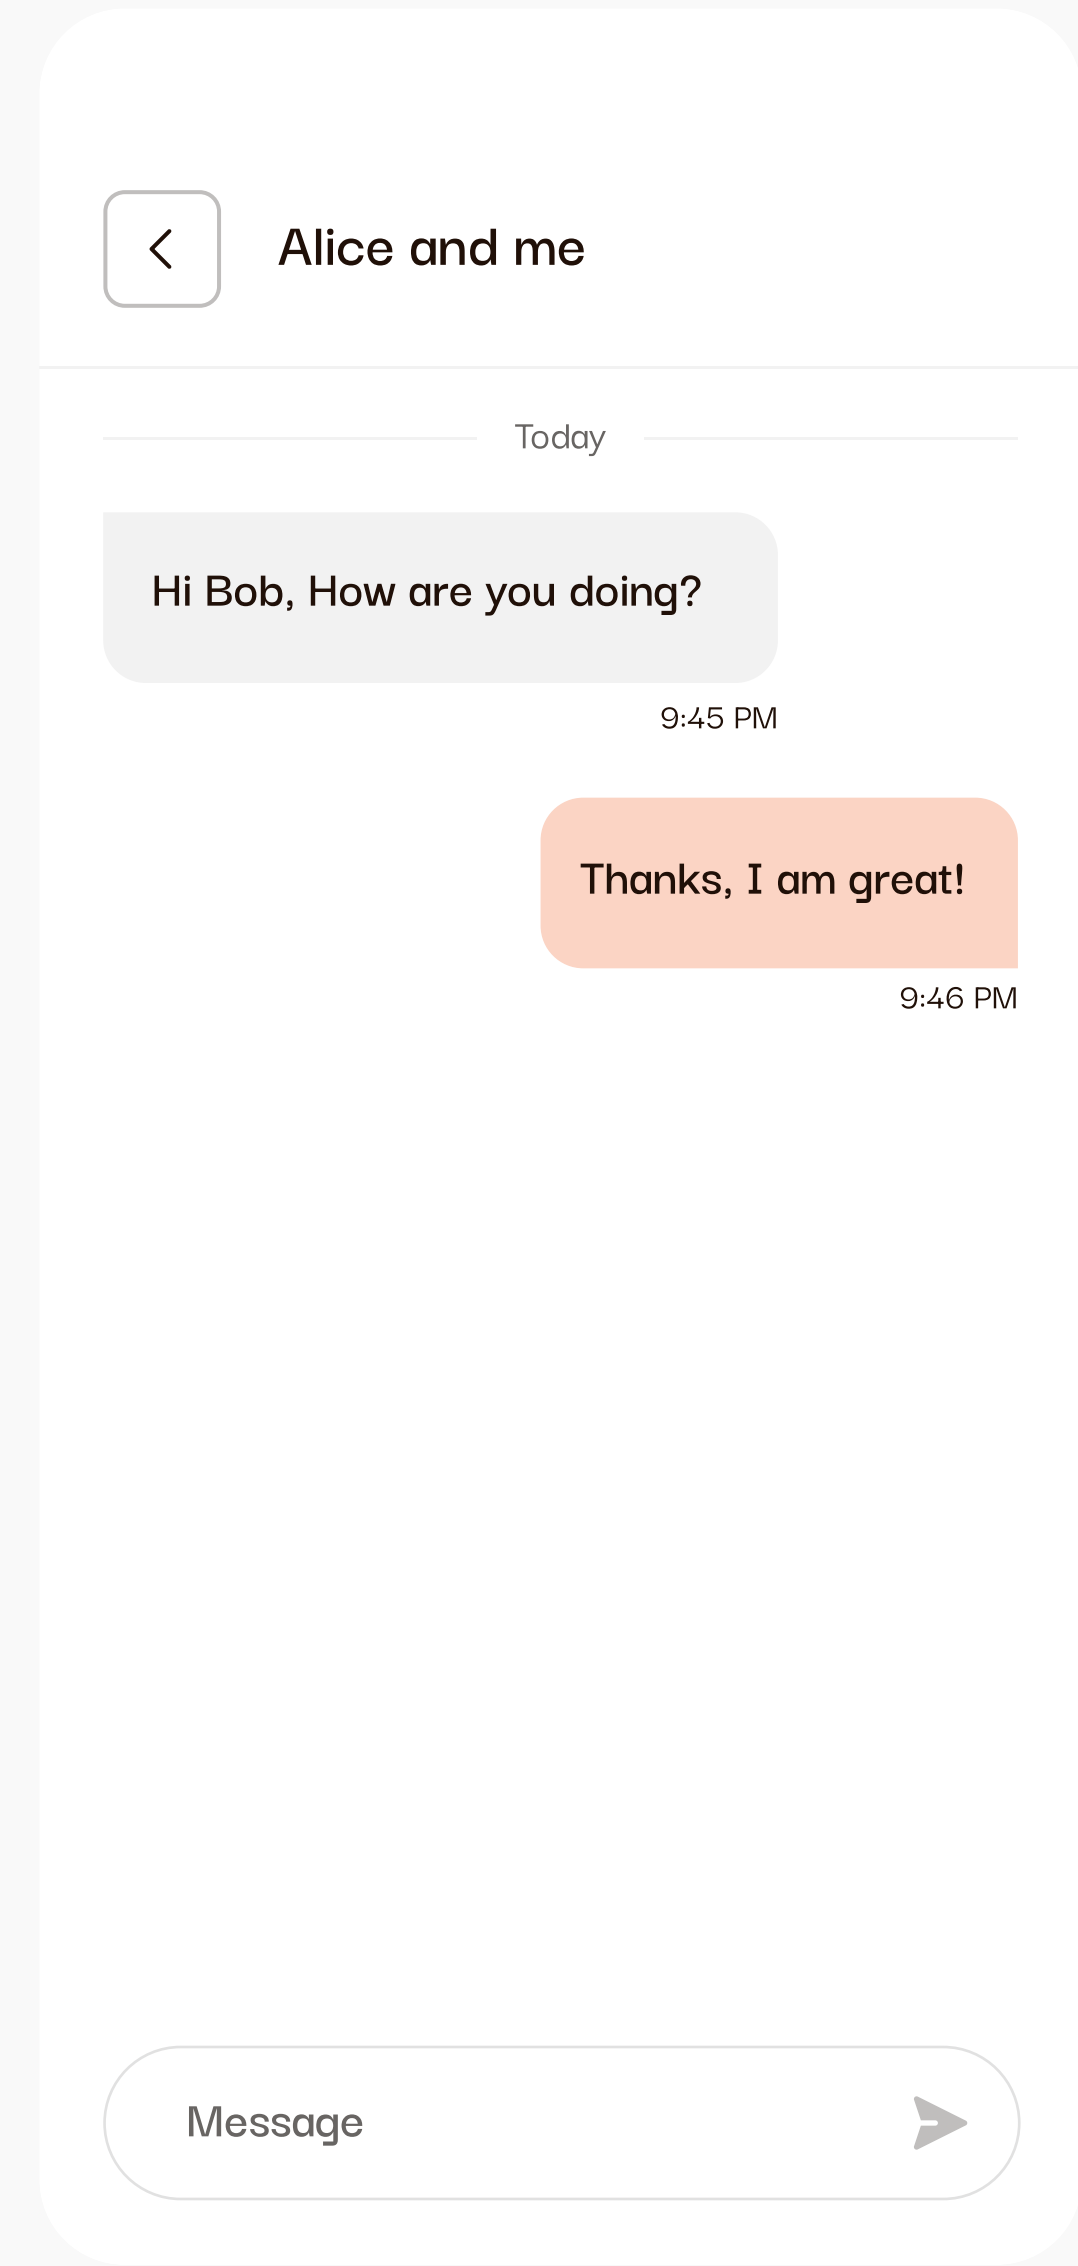 Alice and me
Today
Hi Bob, How are you doing?
9:45 PM
Thanks, I am great!
9:46 PM
Message